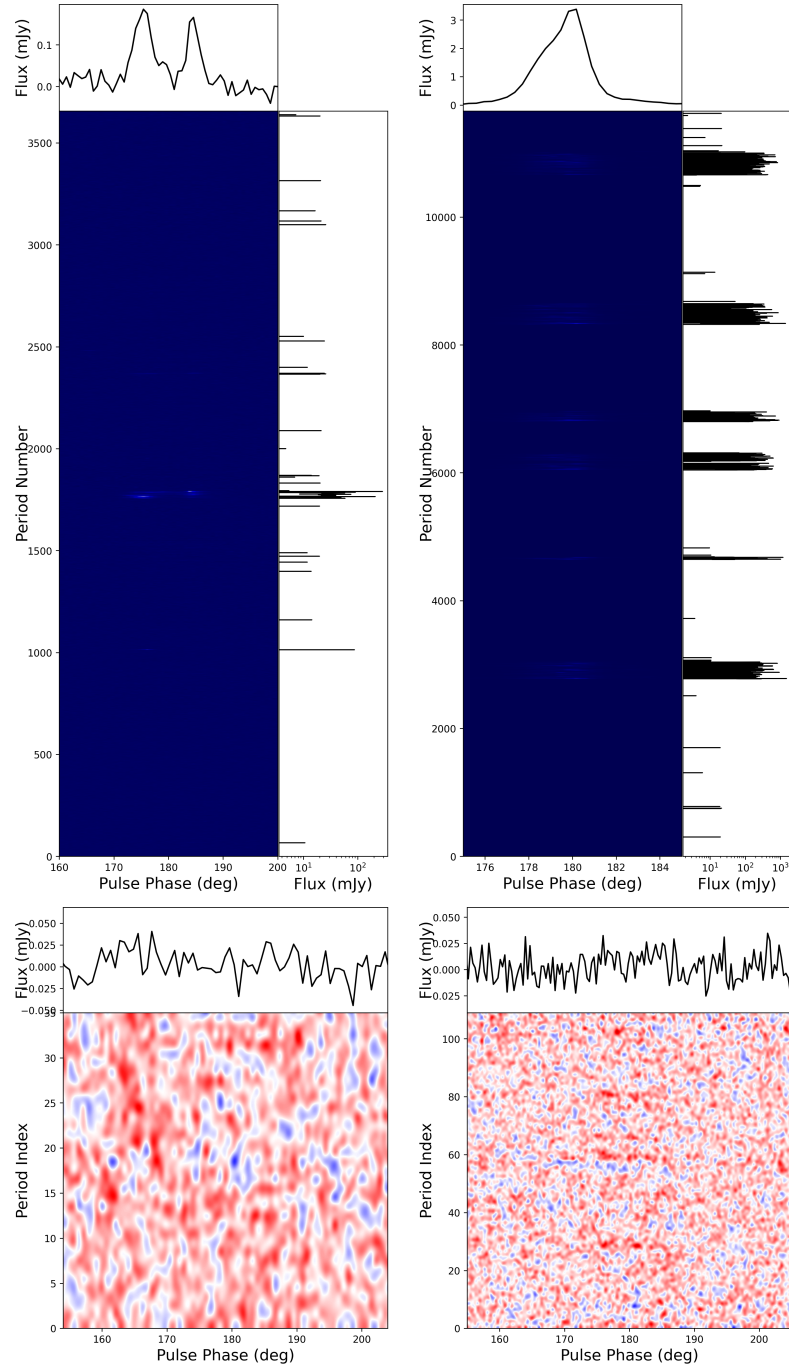 Flux (mJy)
0.1
0.0
Period Number
3500
3000
2500
2000
1500
1000
500
0
160 170 180 190 200
Pulse Phase (deg)
10¹ 10²
Flux (mJy)
Flux (mJy)
3
2
1
0
Period Number
10000
8000
6000
4000
2000
0
176 178 180 182 184
Pulse Phase (deg)
10¹ 10² 10³
Flux (mJy)
Flux (mJy)
0.050
0.025
0.000
−0.025
−0.050
Period Index
35
30
25
20
15
10
5
0
160 170 180 190 200
Pulse Phase (deg)
Flux (mJy)
0.050
0.025
0.000
0.025
Period Index
100
80
60
40
20
0
160 170 180 190 200
Pulse Phase (deg)